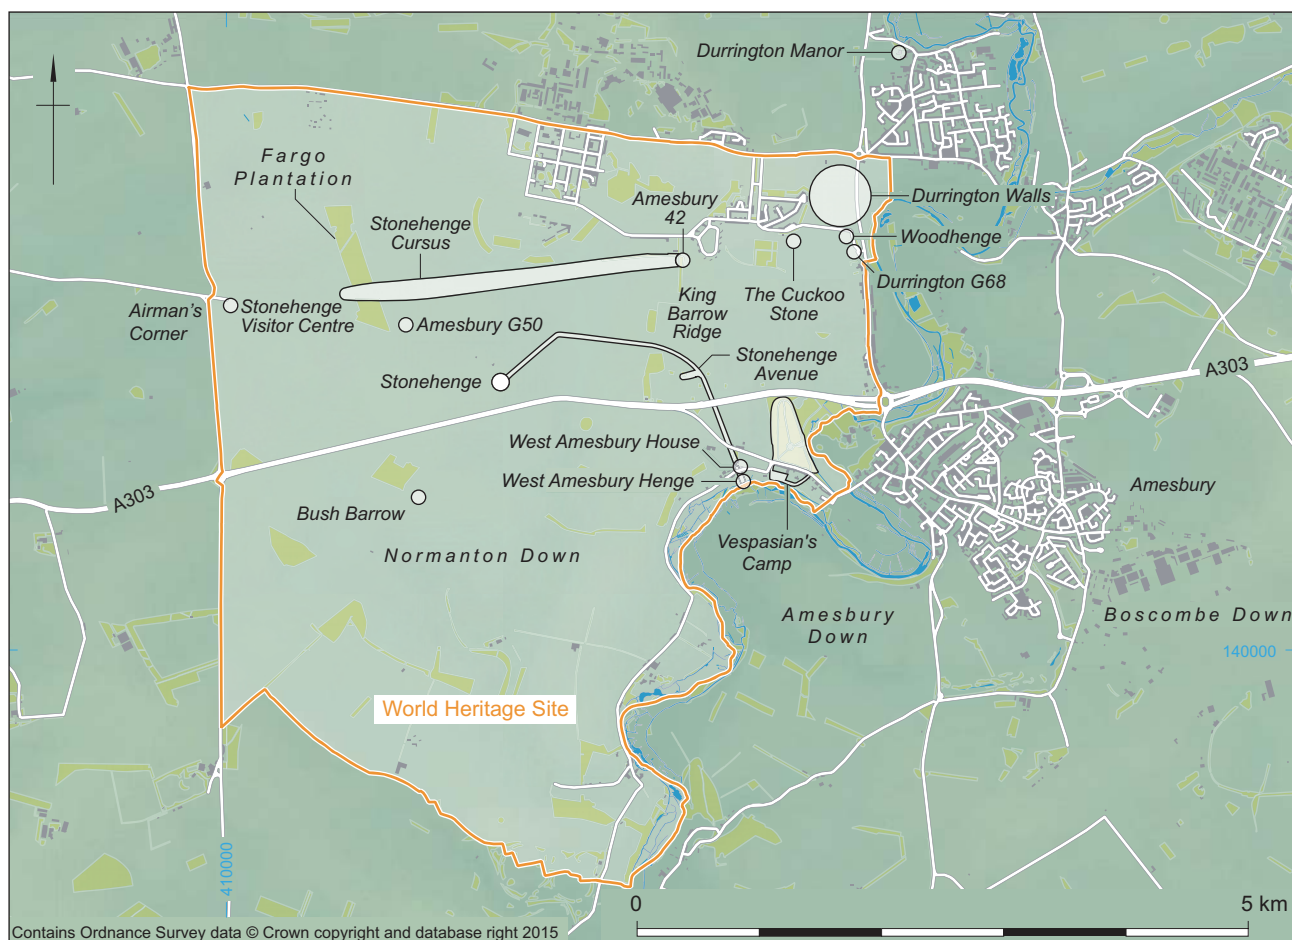 Durrington Manor
Fargo
Plantation
Amesbury
42
Durrington Walls
Stonehenge
Cursus
Woodhenge
Durrington G68
Airman's
Corner
Stonehenge
Visitor Centre
Amesbury G50
King
Barrow
Ridge
The Cuckoo
Stone
Stonehenge
Avenue
Stonehenge
A303
West Amesbury House
West Amesbury Henge
A303
Bush Barrow
Amesbury
Normanton Down
Vespasian's
Camp
Amesbury
Down
Boscombe Down
140000
World Heritage Site
410000
0
5 km
Contains Ordnance Survey data © Crown copyright and database right 2015